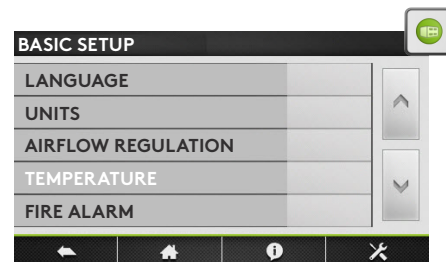 BASIC SETUP
LANGUAGE
UNITS
AIRFLOW REGULATION
TEMPERATURE
FIRE ALARM